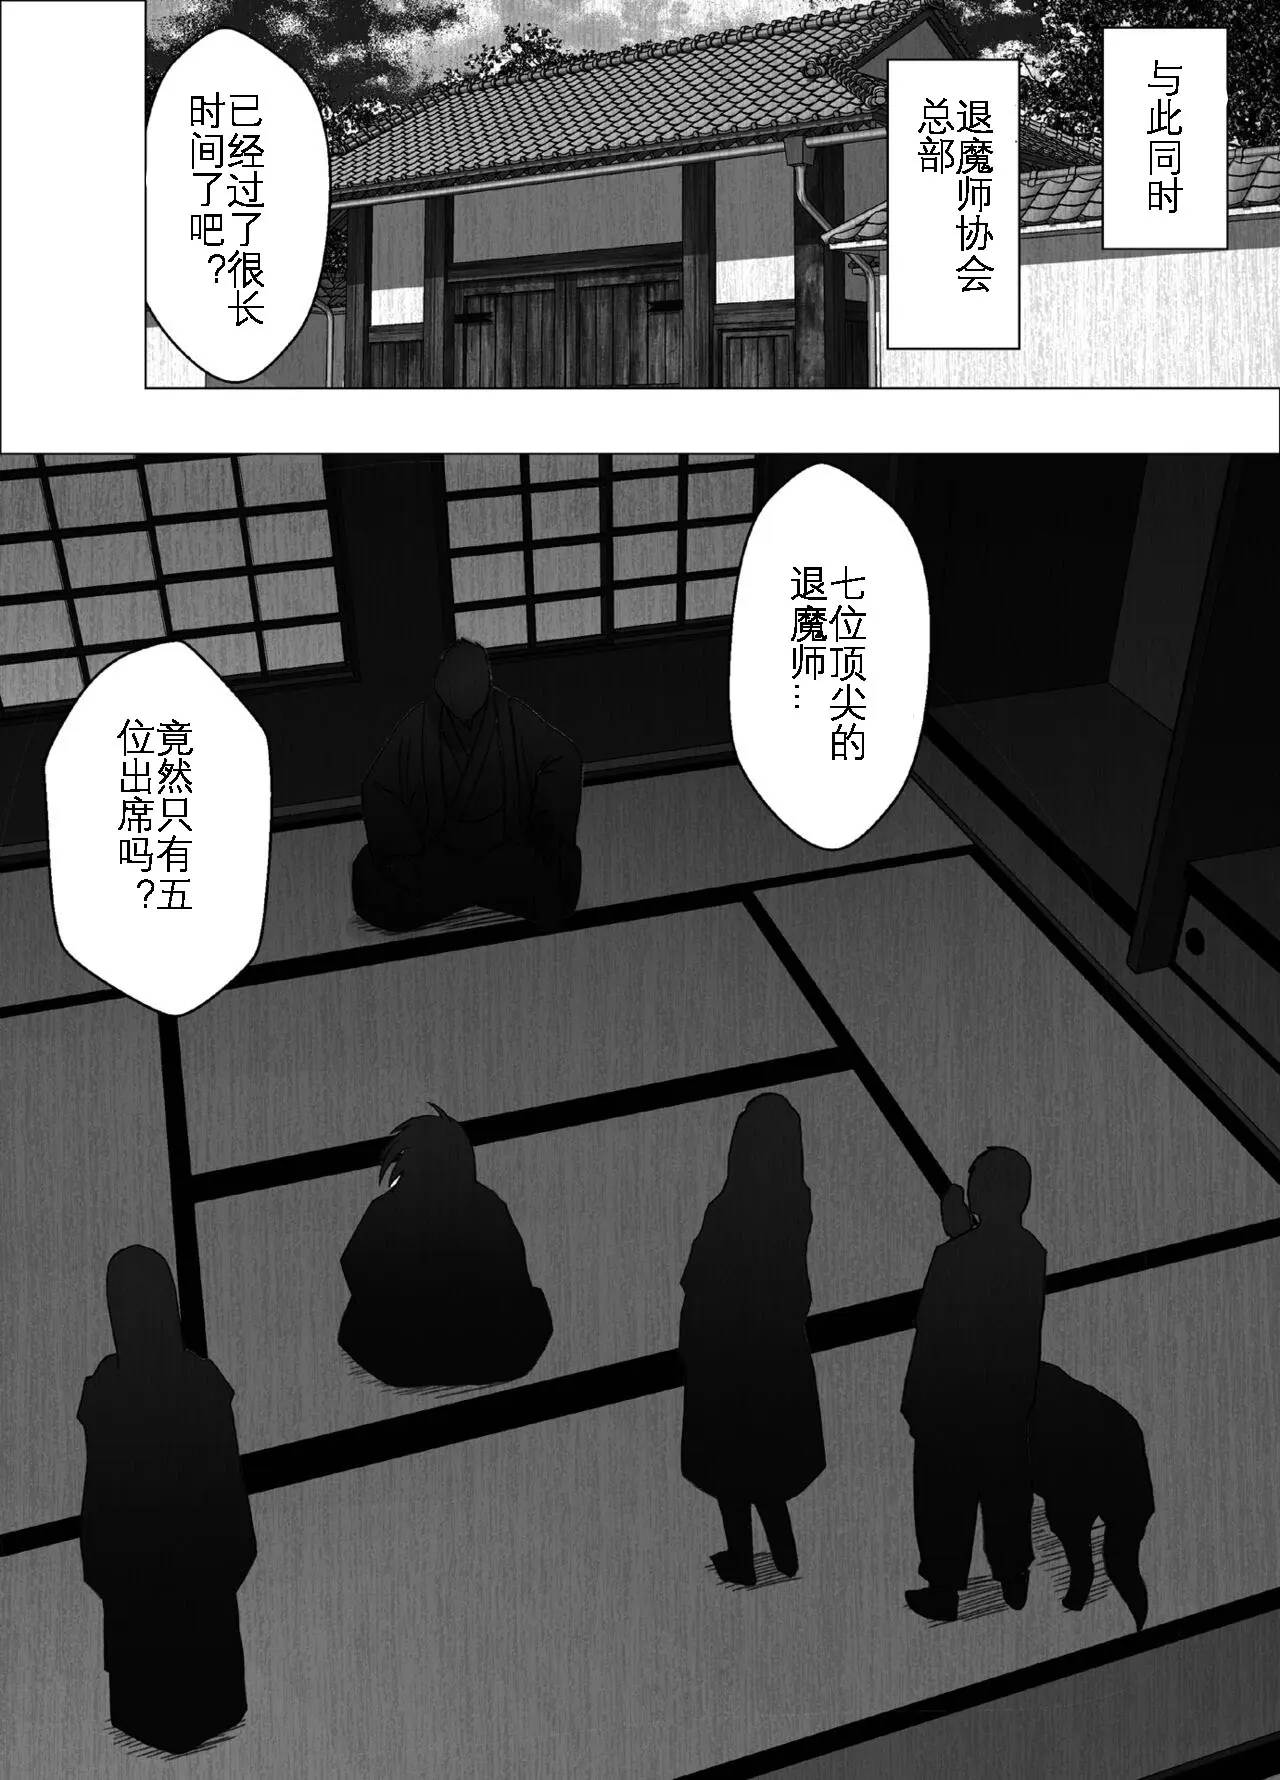 与此同时
退魔师协会
总部
已经过了很长
时间了吧?
七位顶尖的
退魔师…
竟然只有五
位出席吗?